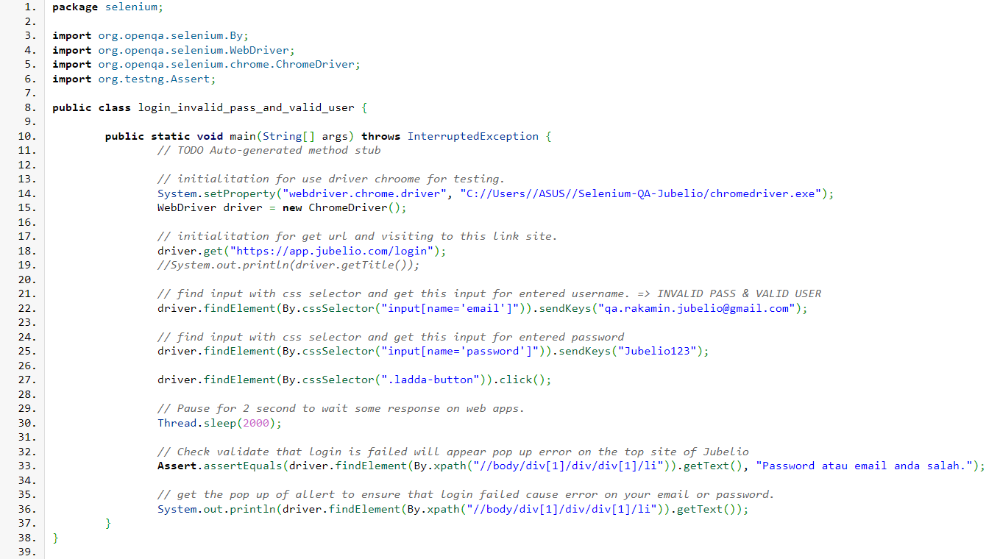 1. package selenium;
2.
3. import org.openqa.selenium.By;
4. import org.openqa.selenium.WebDriver;
5. import org.openqa.selenium.chrome.ChromeDriver;
6. import org.testng.Assert;
7.
8. public class login_invalid_pass_and_valid_user {
9.
10. public static void main(String[] args) throws InterruptedException {
11. // TODO Auto-generated method stub
12.
13. // initialitation for use driver chroome for testing.
14. System.setProperty("webdriver.chrome.driver", "C://Users//ASUS//Selenium-QA-Jubelio/chromedriver.exe");
15. WebDriver driver = new ChromeDriver();
16.
17. // initialitation for get url and visiting to this link site.
18. driver.get("https://app.jubelio.com/login");
19. //System.out.println(driver.getTitle());
20.
21. // find input with css selector and get this input for entered username. => INVALID PASS & VALID USER
22. driver.findElement(By.cssSelector("input[name='email']")).sendKeys("qa.rakamin.jubelio@gmail.com");
23.
24. // find input with css selector and get this input for entered password
25. driver.findElement(By.cssSelector("input[name='password']")).sendKeys("Jubelio123");
26.
27. driver.findElement(By.cssSelector(".ladda-button")).click();
28.
29. // Pause for 2 second to wait some response on web apps.
30. Thread.sleep(2000);
31.
32. // Check validate that login is failed will appear pop up error on the top site of Jubelio
33. Assert.assertEquals(driver.findElement(By.xpath("//body/div[1]/div/div[1]/li")).getText(), "Password atau email anda salah.");
34.
35. // get the pop up of allert to ensure that login failed cause error on your email or password.
36. System.out.println(driver.findElement(By.xpath("//body/div[1]/div/div[1]/li")).getText());
37. }
38. }
39.